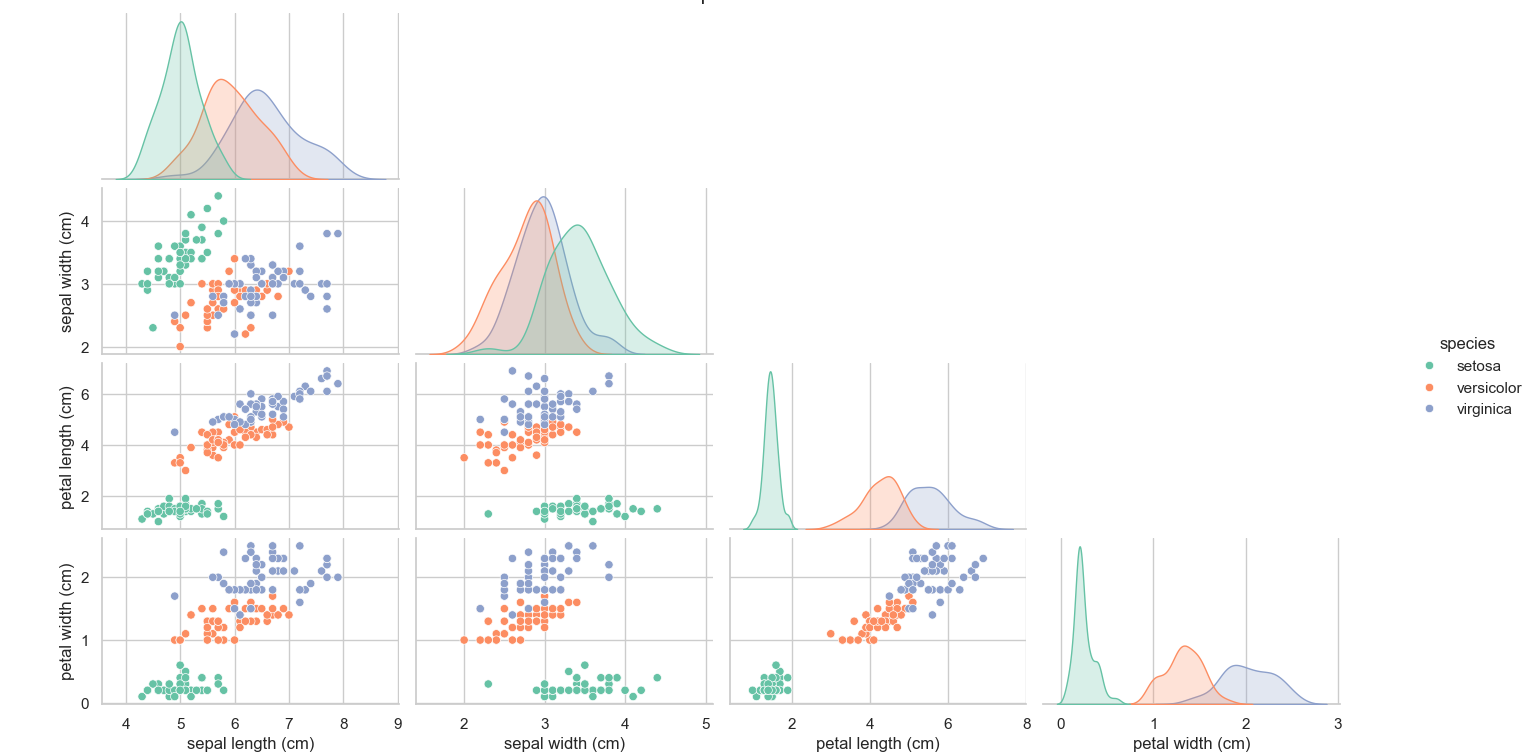 4
3
2
sepal width (cm)
6
4
2
petal length (cm)
species
setosa
versicolor
virginica
2
1
0
petal width (cm)
4 5 6 7 8 9
sepal length (cm)
2 3 4 5
sepal width (cm)
2 4 6 8
petal length (cm)
0 1 2 3
petal width (cm)